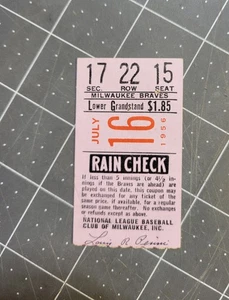 17 22 15
SEC. ROW SEAT
MILWAUKEE BRAVES
Lower Grandstand $1.85
JULY 16 1956
RAIN CHECK
If less than 5 innings (or 4½ in-
nings if the Braves are ahead) are
played on this date, this coupon may
be exchanged for any ticket of the
same price, if available, for a regular
season game thereafter. No exchanges
or refunds except as above.
NATIONAL LEAGUE BASEBALL
CLUB OF MILWAUKEE, INC.